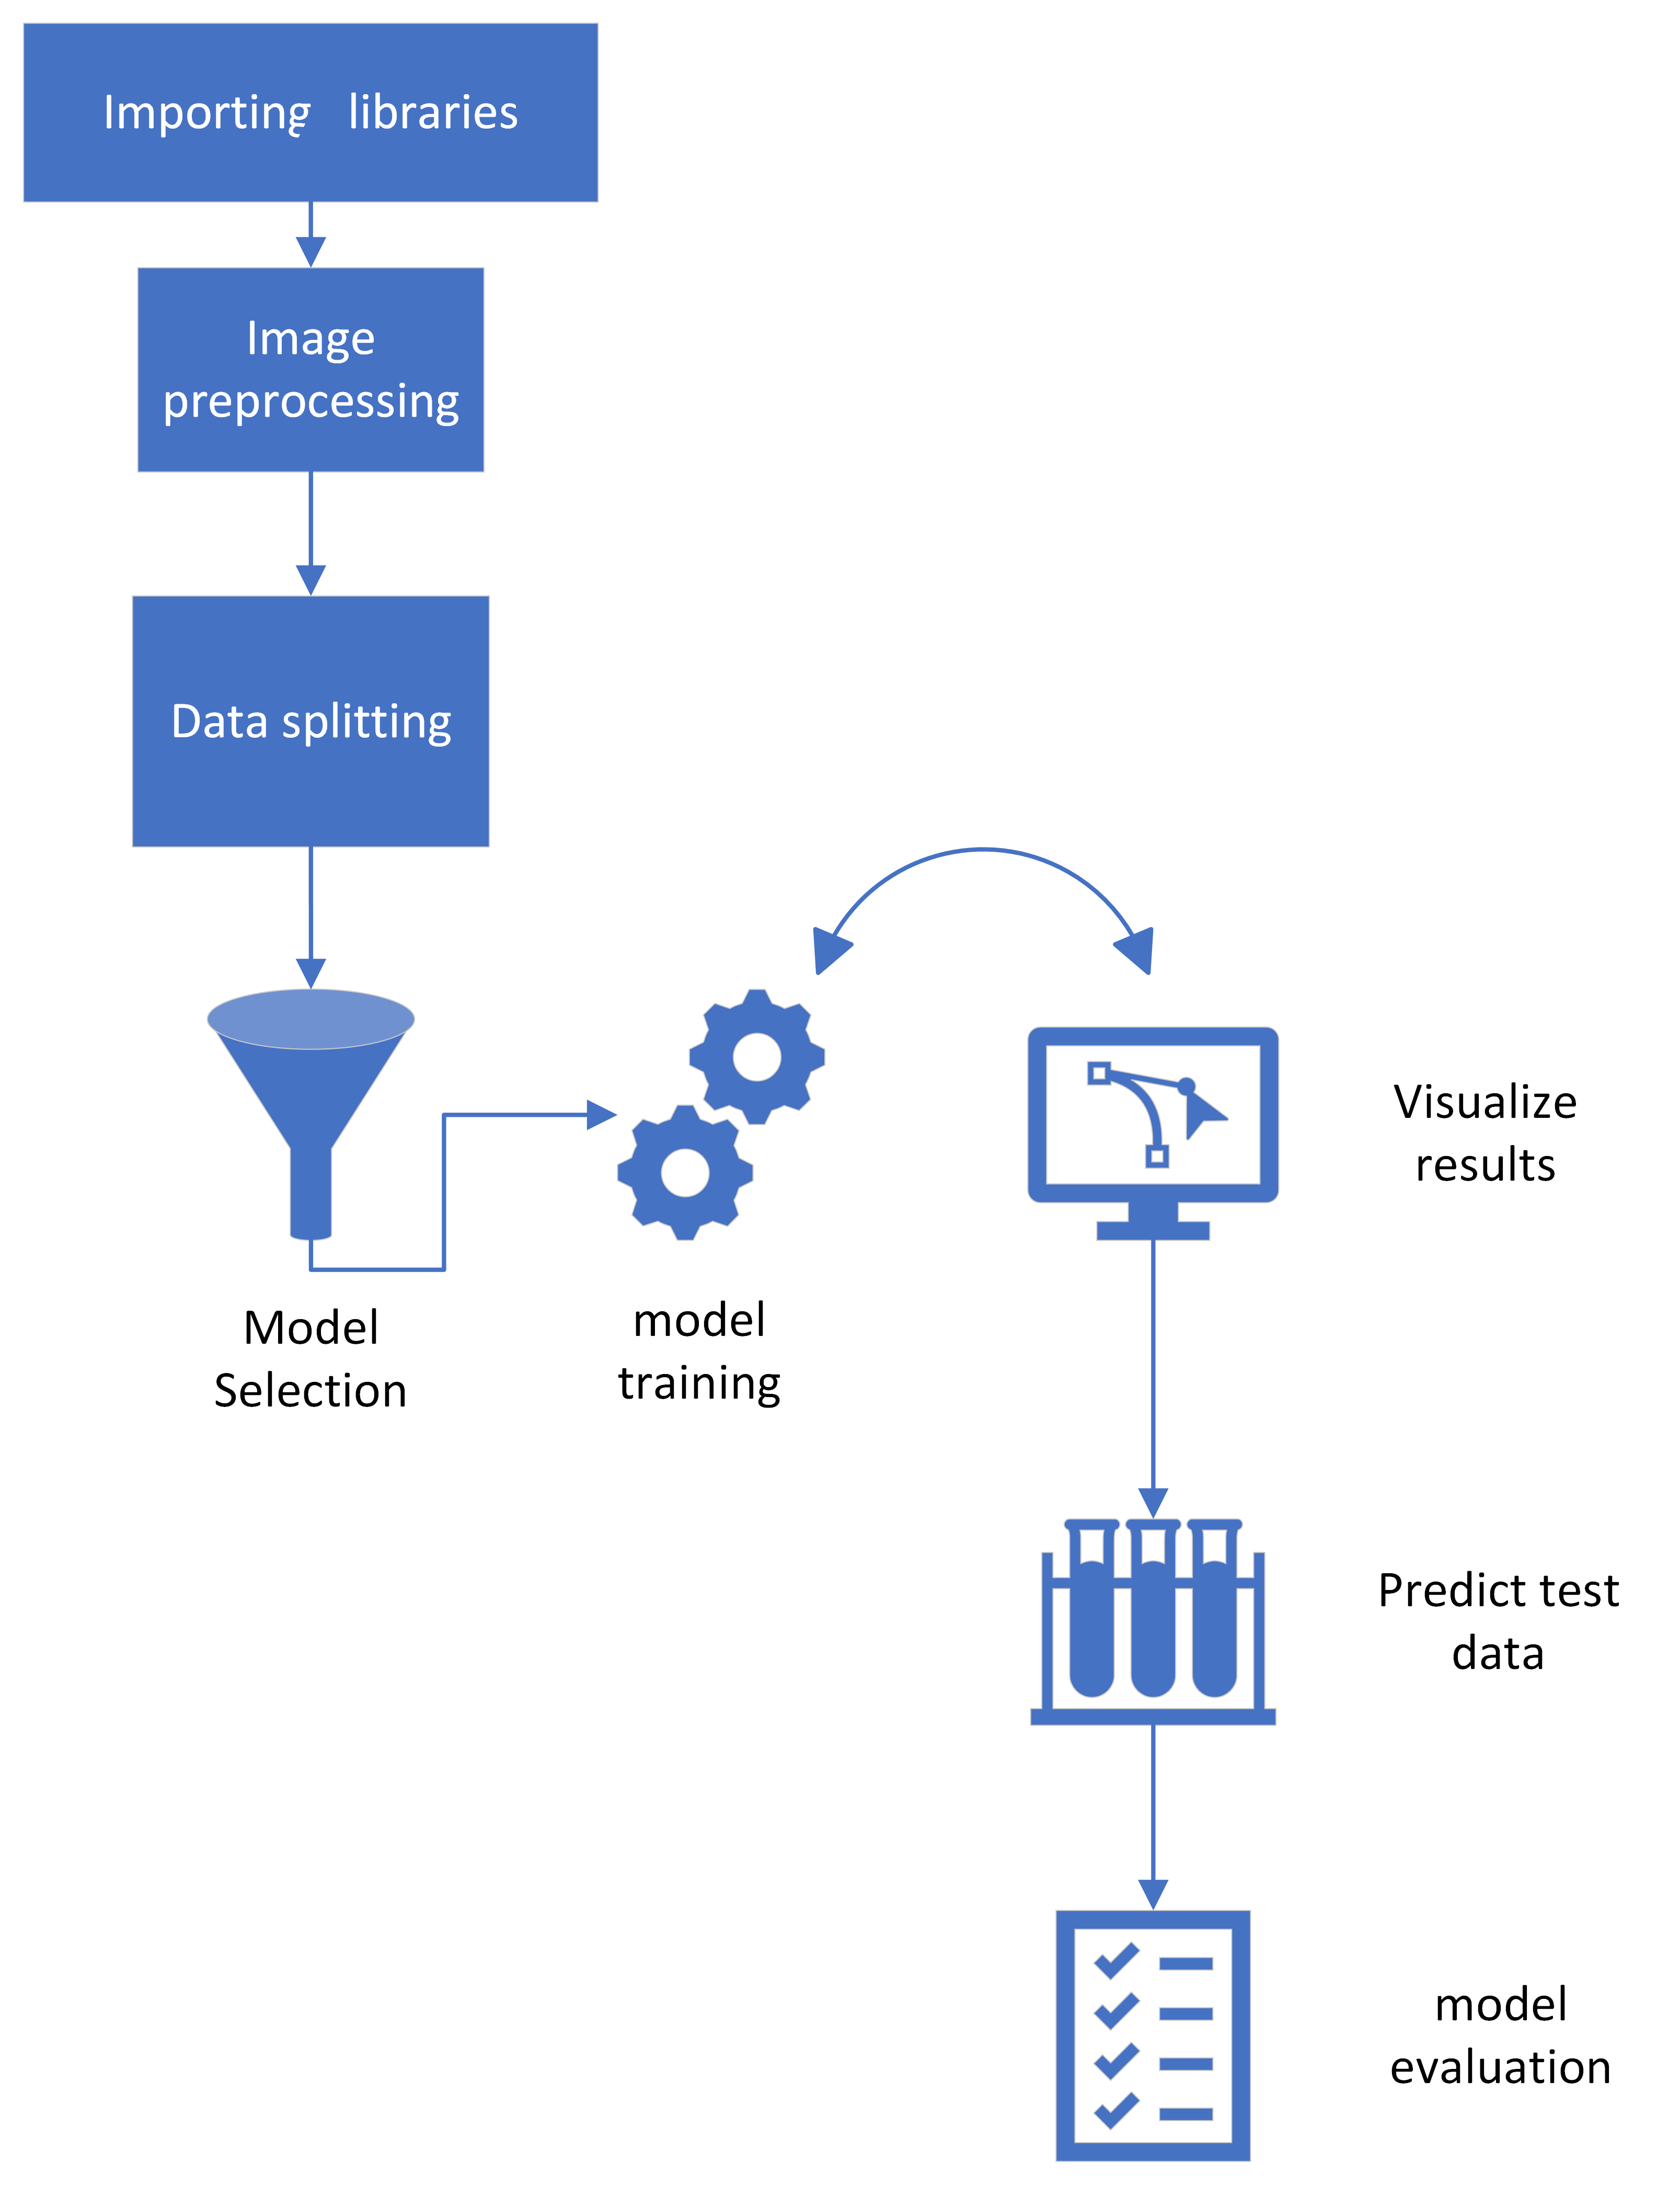 Importing libraries
Image
preprocessing
Data splitting
Model
Selection
model
training
Visualize
results
Predict test
data
model
evaluation